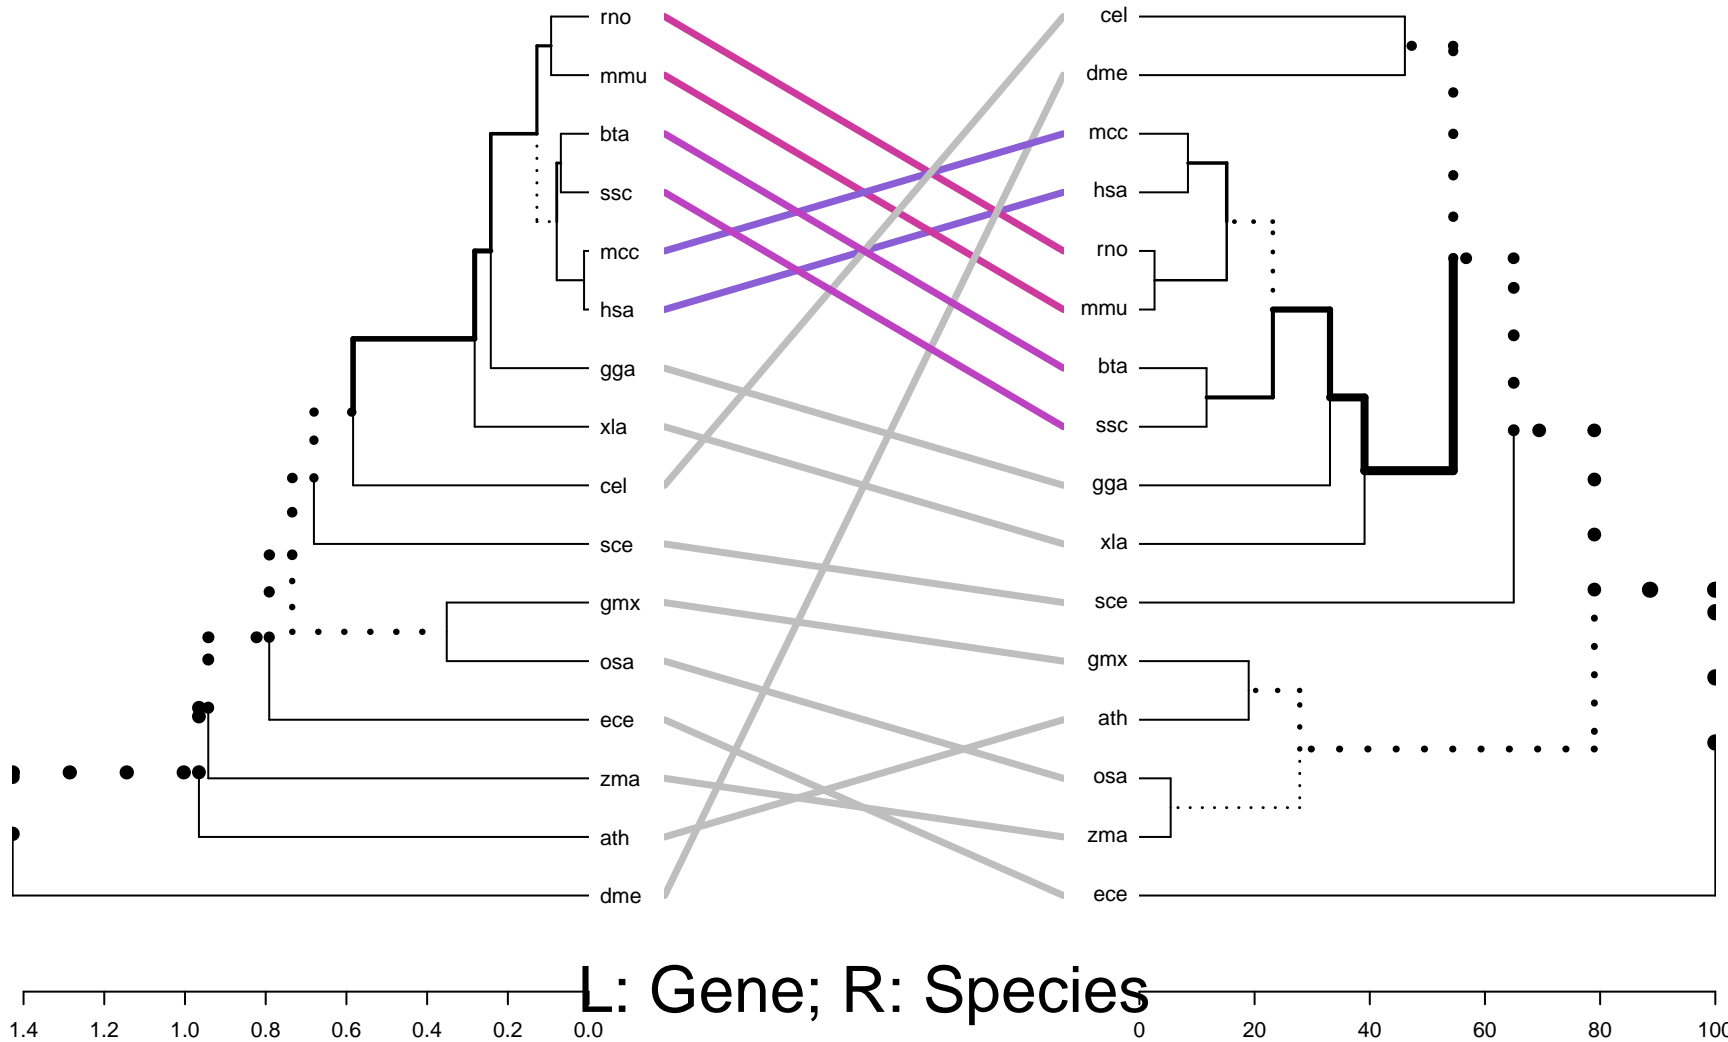 rno cel
mmu dme
bta mcc
ssc hsa
mcc rno
hsa mmu
gga bta
xla ssc
cel gga
sce xla
gmx sce
osa gmx
ece ath
zma osa
ath zma
dme ece
L: Gene; R: Species
1.4 1.2 1.0 0.8 0.6 0.4 0.2 0.0 0 20 40 60 80 100